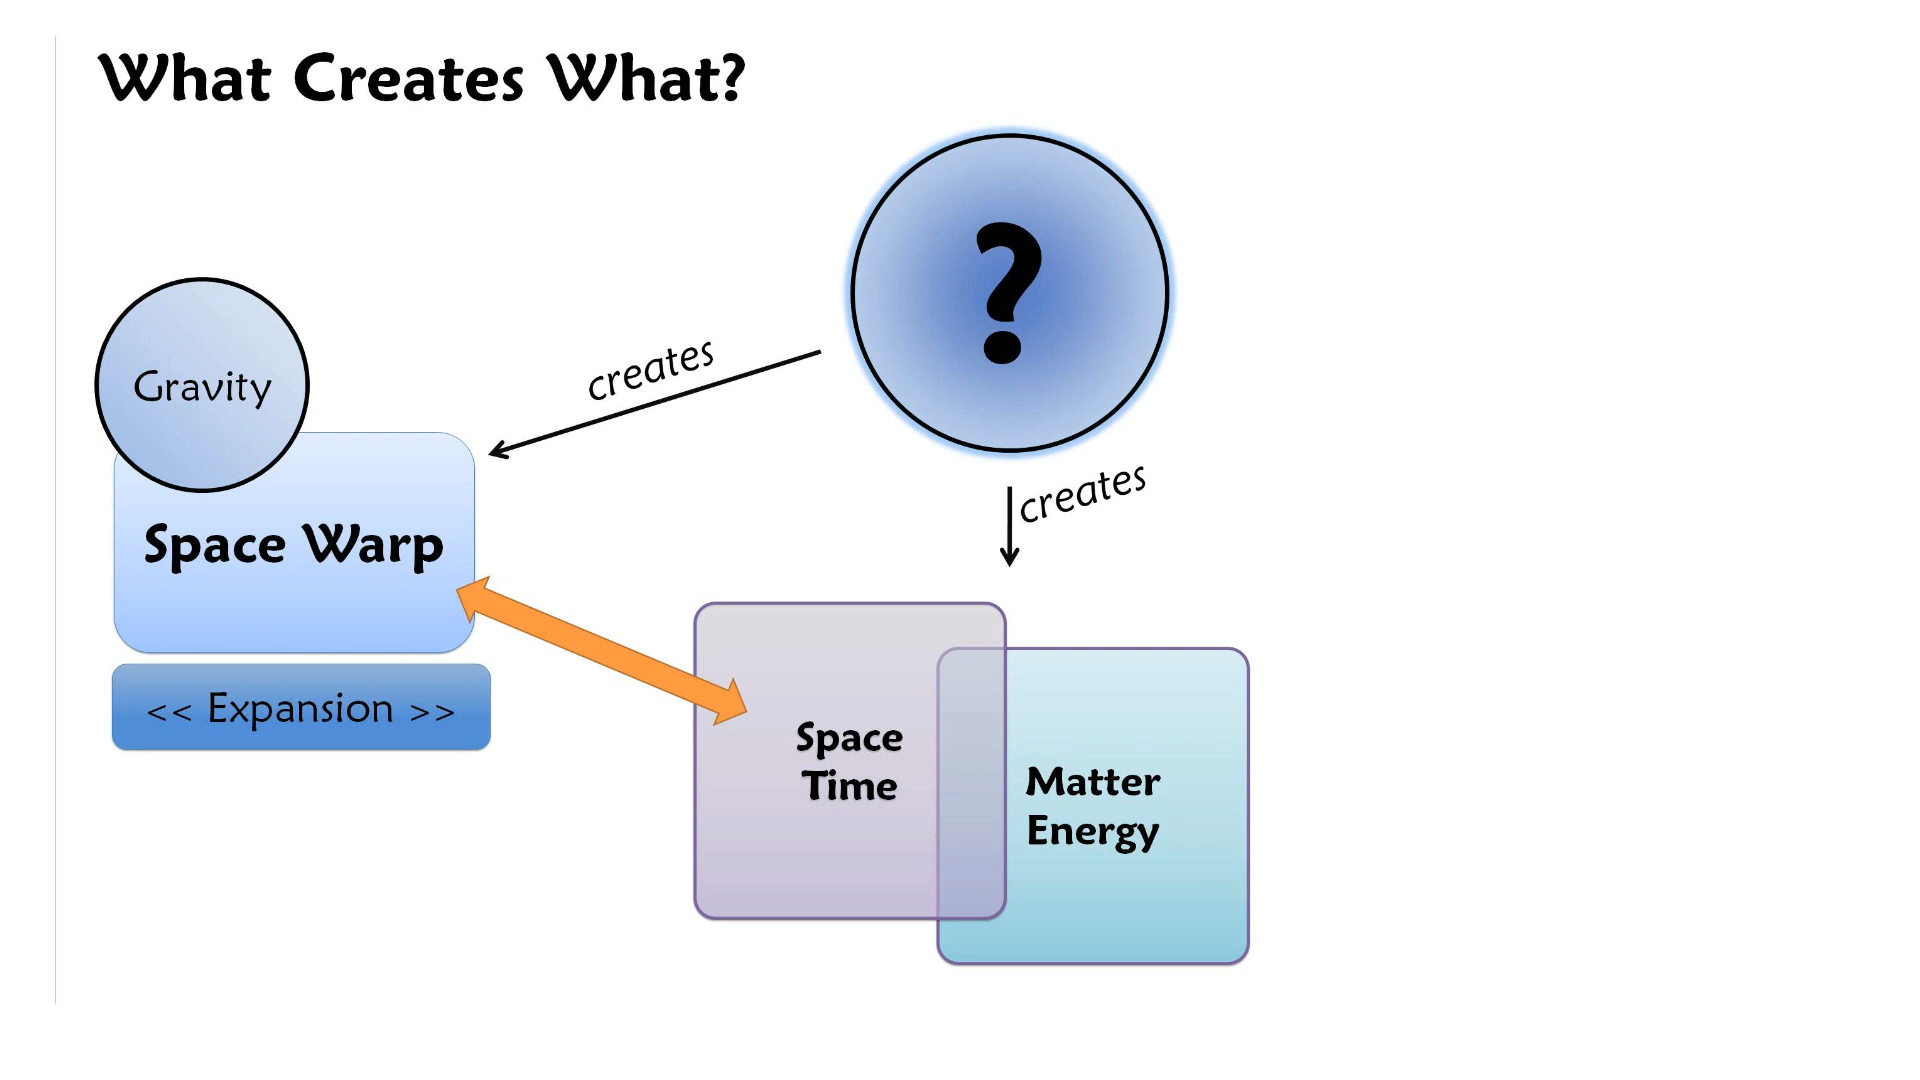 What Creates What?
?
creates
Gravity
creates
Space Warp
<< Expansion >>
Space
Time
Matter
Energy